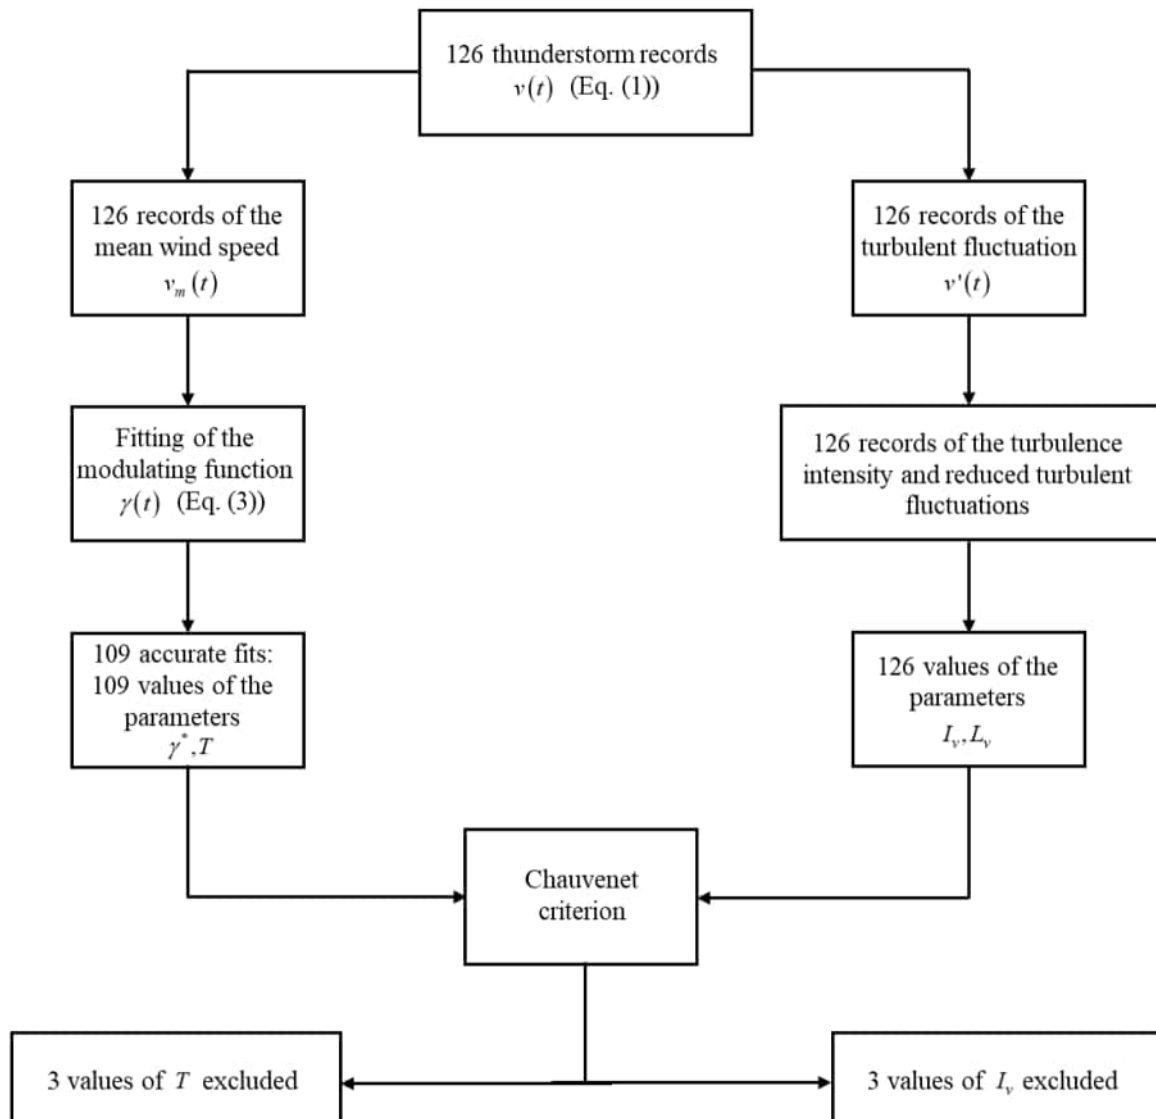 126 thunderstorm records
v(t) (Eq. (1))
126 records of the
mean wind speed
v_m(t)
126 records of the
turbulent fluctuation
v'(t)
Fitting of the
modulating function
γ(t) (Eq. (3))
126 records of the turbulence
intensity and reduced turbulent
fluctuations
109 accurate fits:
109 values of the
parameters
γ*,T
126 values of the
parameters
I_v,L_v
Chauvenet
criterion
3 values of T excluded
3 values of I_v excluded